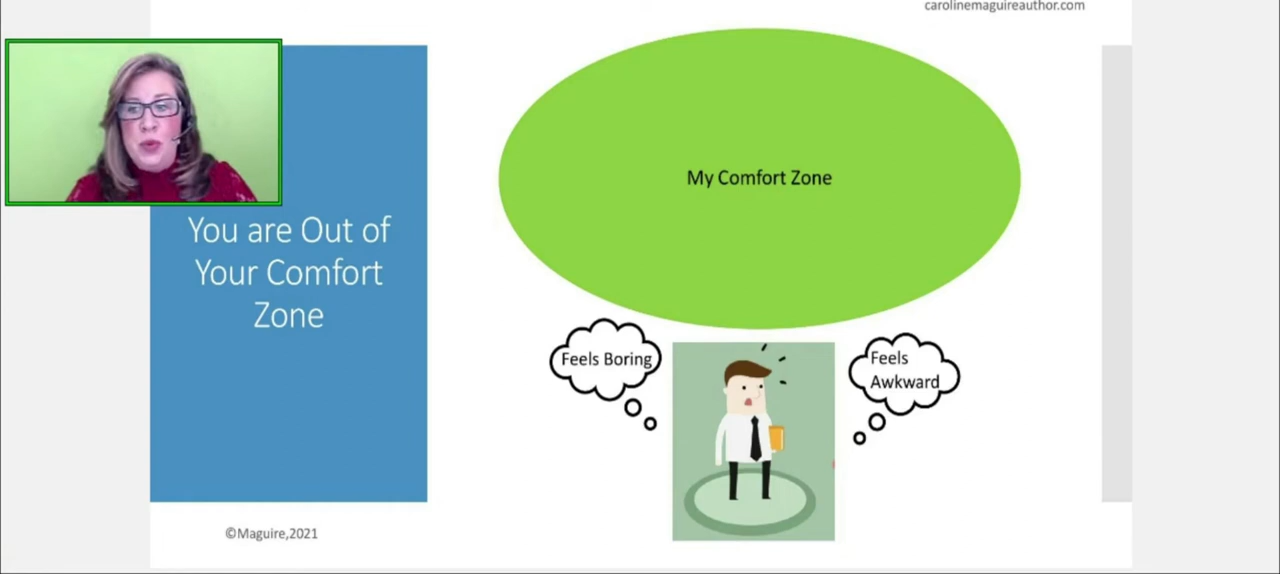 carolinemaguireauthor.com
You are Out of
Your Comfort
Zone
My Comfort Zone
Feels Boring
Feels
Awkward
©Maguire,2021